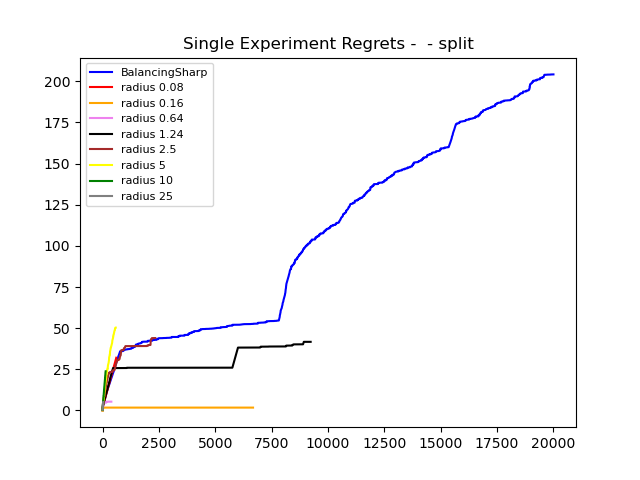 Single Experiment Regrets -  - split
BalancingSharp
radius 0.08
radius 0.16
radius 0.64
radius 1.24
radius 2.5
radius 5
radius 10
radius 25
200
175
150
125
100
75
50
25
0
0 2500 5000 7500 10000 12500 15000 17500 20000